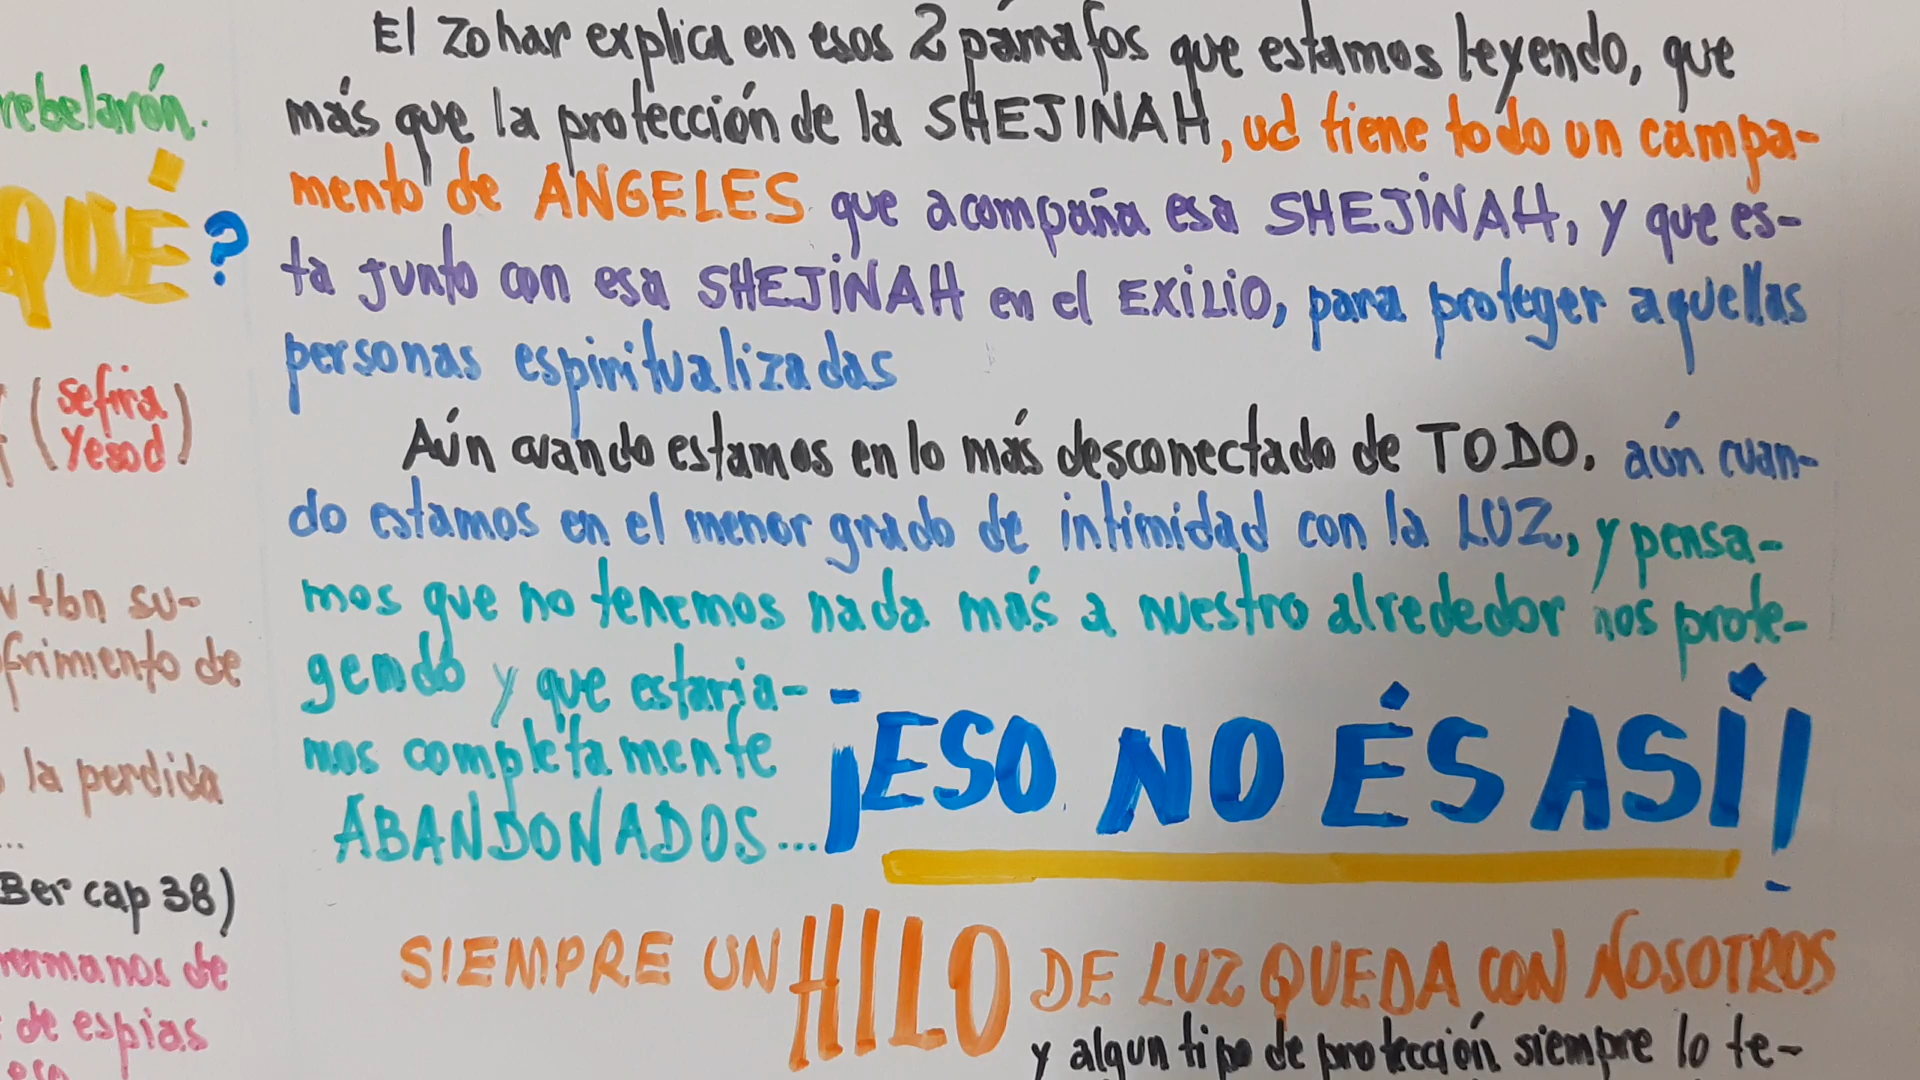 rebelarón.
QUÉ?
(sefira
Yesod)
tbn su-
frimiento de
la perdida
...
Ber cap 38)
hermanos de
de espias
El Zohar explica en esos 2 párrafos que estamos leyendo, que
más que la protección de la SHEJINAH, ud tiene todo un campa-
mento de ANGELES que acompaña esa SHEJINAH, y que es-
ta junto con esa SHEJINAH en el EXILIO, para proteger aquellas
personas espiritualizadas
Aún cuando estamos en lo más desconectado de TODO, aún cuan-
do estamos en el menor grado de intimidad con la LUZ, y pensa-
mos que no tenemos nada más a nuestro alrededor nos prote-
gendo y que estaria-
mos completamente
ABANDONADOS...
¡ESO NO ÉS ASÍ!
SIEMPRE UN HILO DE LUZ QUEDA CON NOSOTROS
y algun tipo de protección siempre lo te-